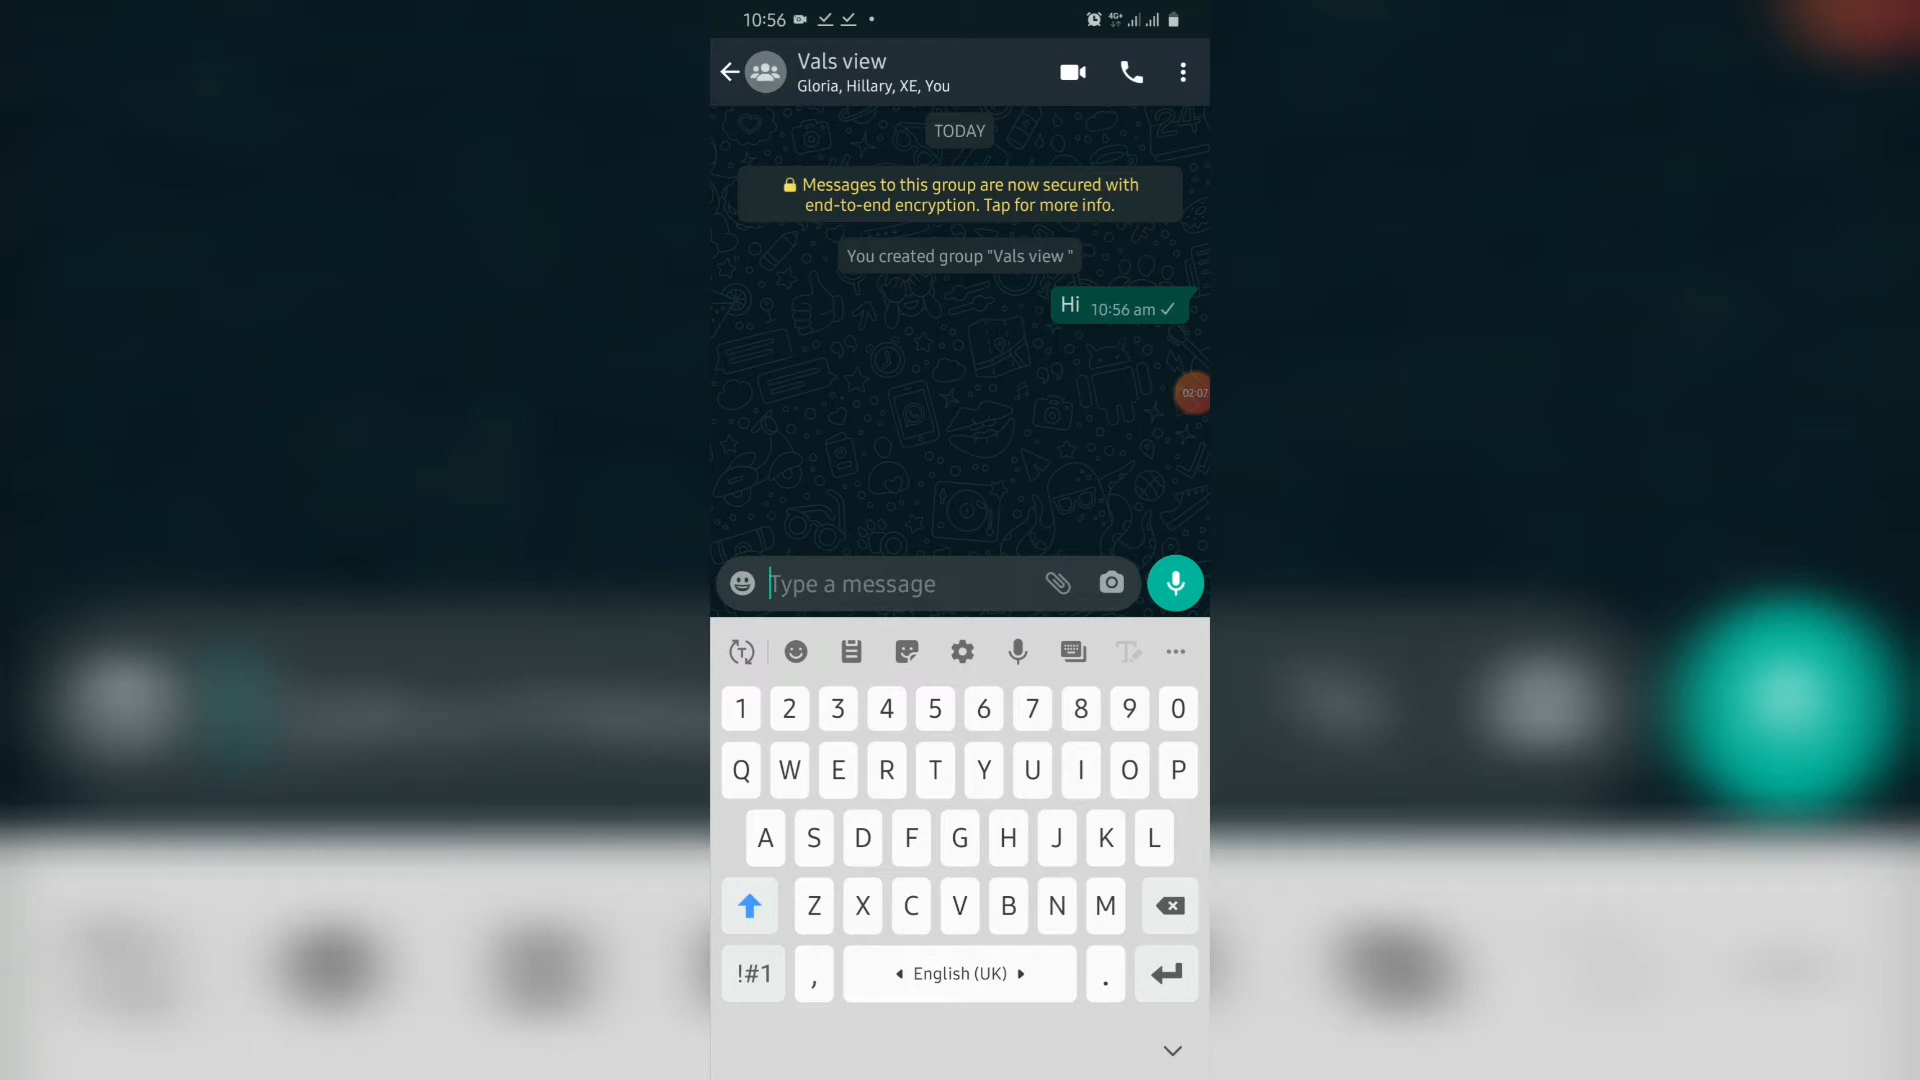 10:56
4G+
Vals view
Gloria, Hillary, XE, You
TODAY
Messages to this group are now secured with
end-to-end encryption. Tap for more info.
You created group "Vals view "
Hi 10:56 am
02:07
Type a message
1 2 3 4 5 6 7 8 9 0
Q W E R T Y U I O P
A S D F G H J K L
Z X C V B N M
!#1 , English (UK) .